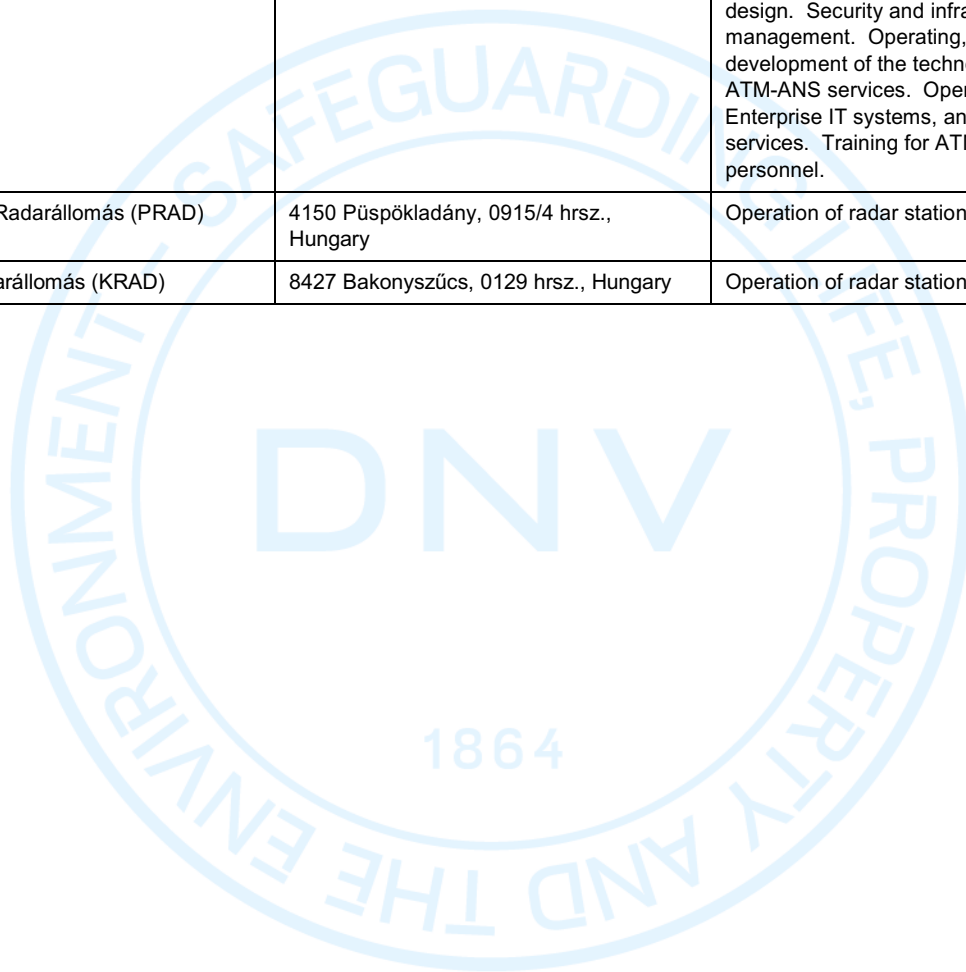 design. Security and infra
management. Operating,
development of the techn
ATM-ANS services. Oper
Enterprise IT systems, an
services. Training for AT
personnel.
Radarállomás (PRAD)
4150 Püspökladány, 0915/4 hrsz.,
Hungary
Operation of radar station
arállomás (KRAD)
8427 Bakonyszűcs, 0129 hrsz., Hungary
Operation of radar station
SAFEGUARDING LIFE, PROPERTY AND THE ENVIRONMENT
DNV
1864